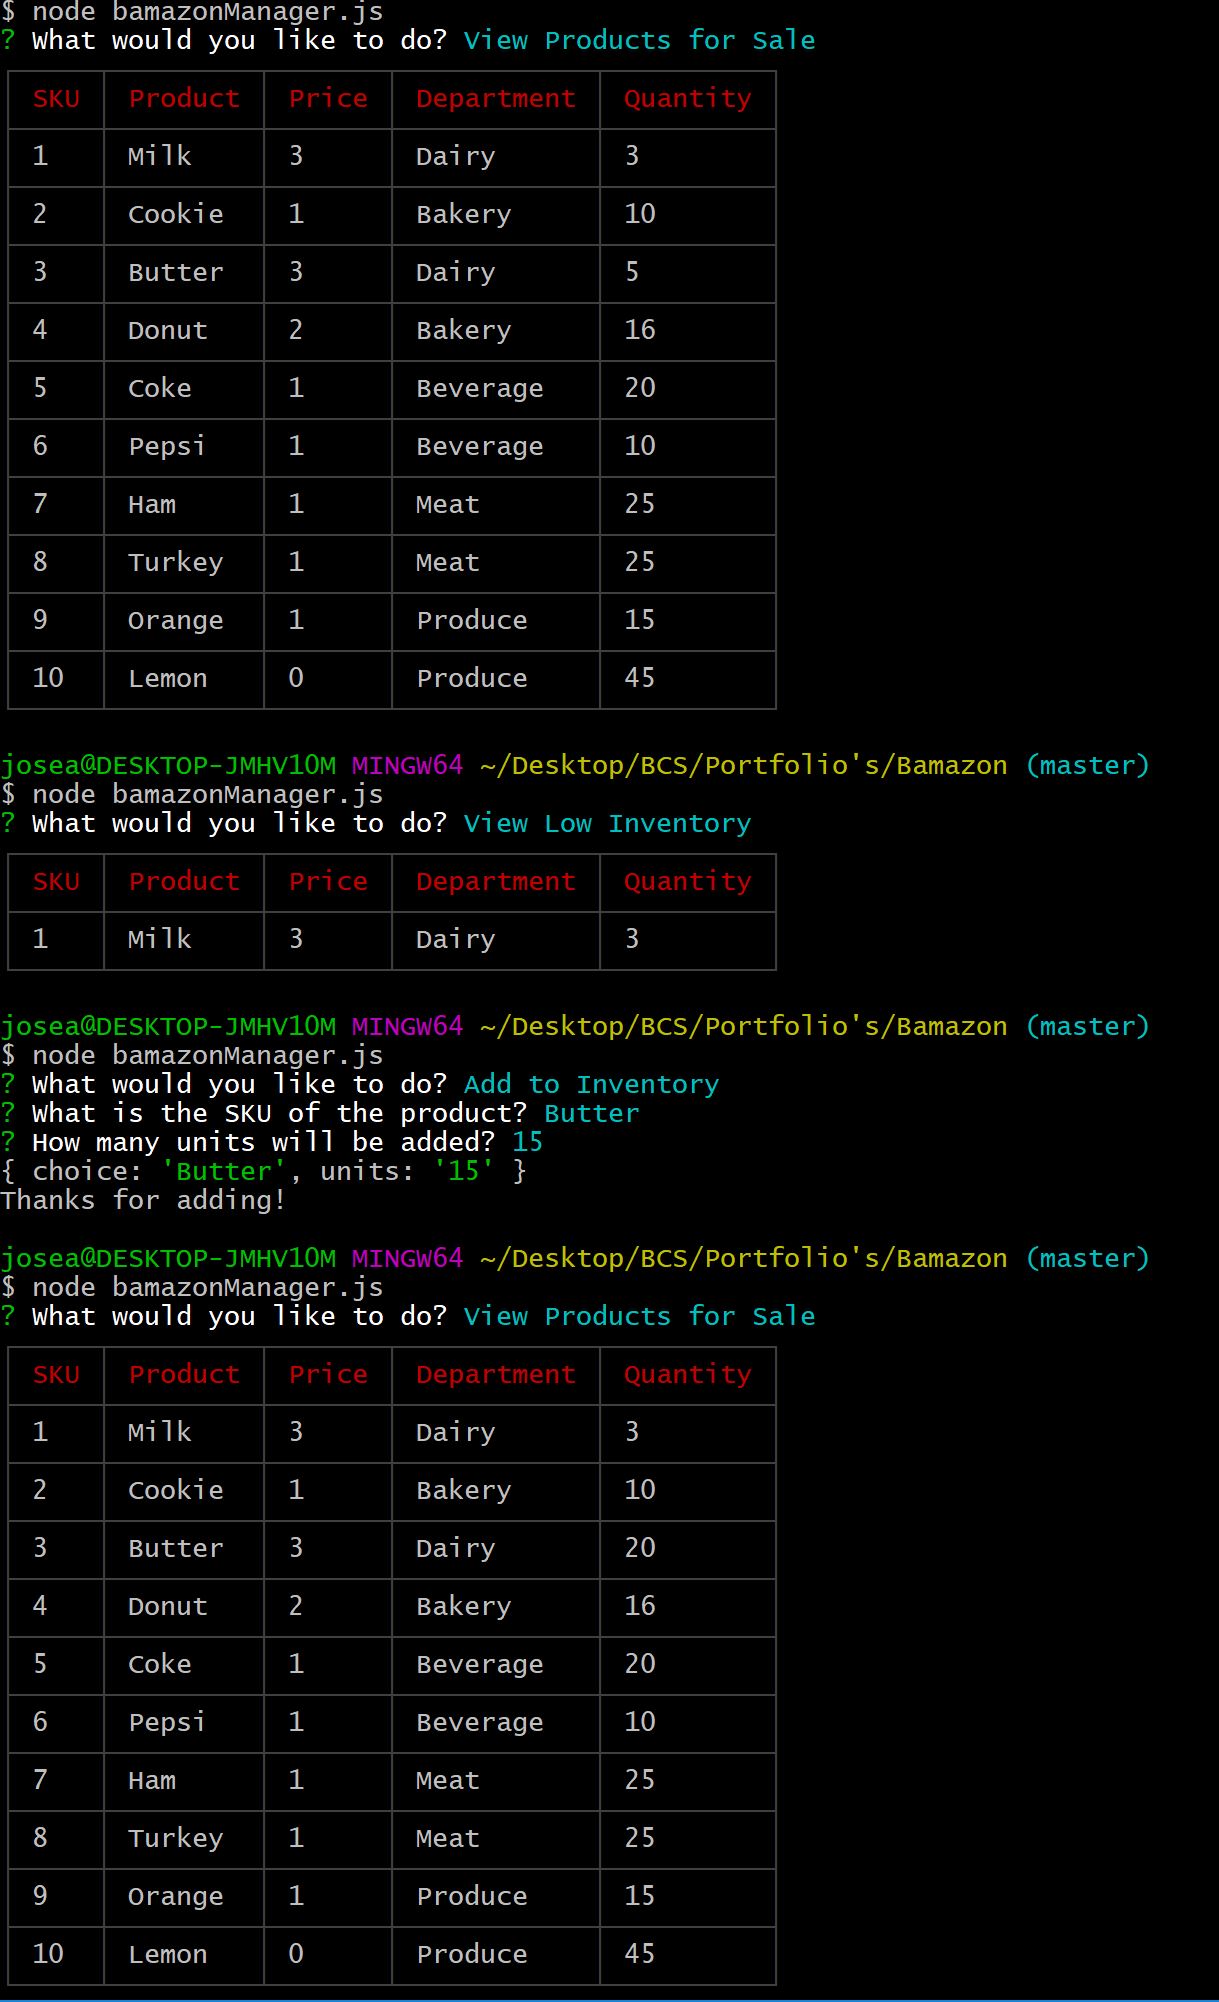 $ node bamazonManager.js
? What would you like to do? View Products for Sale
SKU Product Price Department Quantity
1 Milk 3 Dairy 3
2 Cookie 1 Bakery 10
3 Butter 3 Dairy 5
4 Donut 2 Bakery 16
5 Coke 1 Beverage 20
6 Pepsi 1 Beverage 10
7 Ham 1 Meat 25
8 Turkey 1 Meat 25
9 Orange 1 Produce 15
10 Lemon 0 Produce 45
josea@DESKTOP-JMHV10M MINGW64 ~/Desktop/BCS/Portfolio's/Bamazon (master)
$ node bamazonManager.js
? What would you like to do? View Low Inventory
SKU Product Price Department Quantity
1 Milk 3 Dairy 3
josea@DESKTOP-JMHV10M MINGW64 ~/Desktop/BCS/Portfolio's/Bamazon (master)
$ node bamazonManager.js
? What would you like to do? Add to Inventory
? What is the SKU of the product? Butter
? How many units will be added? 15
{ choice: 'Butter', units: '15' }
Thanks for adding!
josea@DESKTOP-JMHV10M MINGW64 ~/Desktop/BCS/Portfolio's/Bamazon (master)
$ node bamazonManager.js
? What would you like to do? View Products for Sale
SKU Product Price Department Quantity
1 Milk 3 Dairy 3
2 Cookie 1 Bakery 10
3 Butter 3 Dairy 20
4 Donut 2 Bakery 16
5 Coke 1 Beverage 20
6 Pepsi 1 Beverage 10
7 Ham 1 Meat 25
8 Turkey 1 Meat 25
9 Orange 1 Produce 15
10 Lemon 0 Produce 45